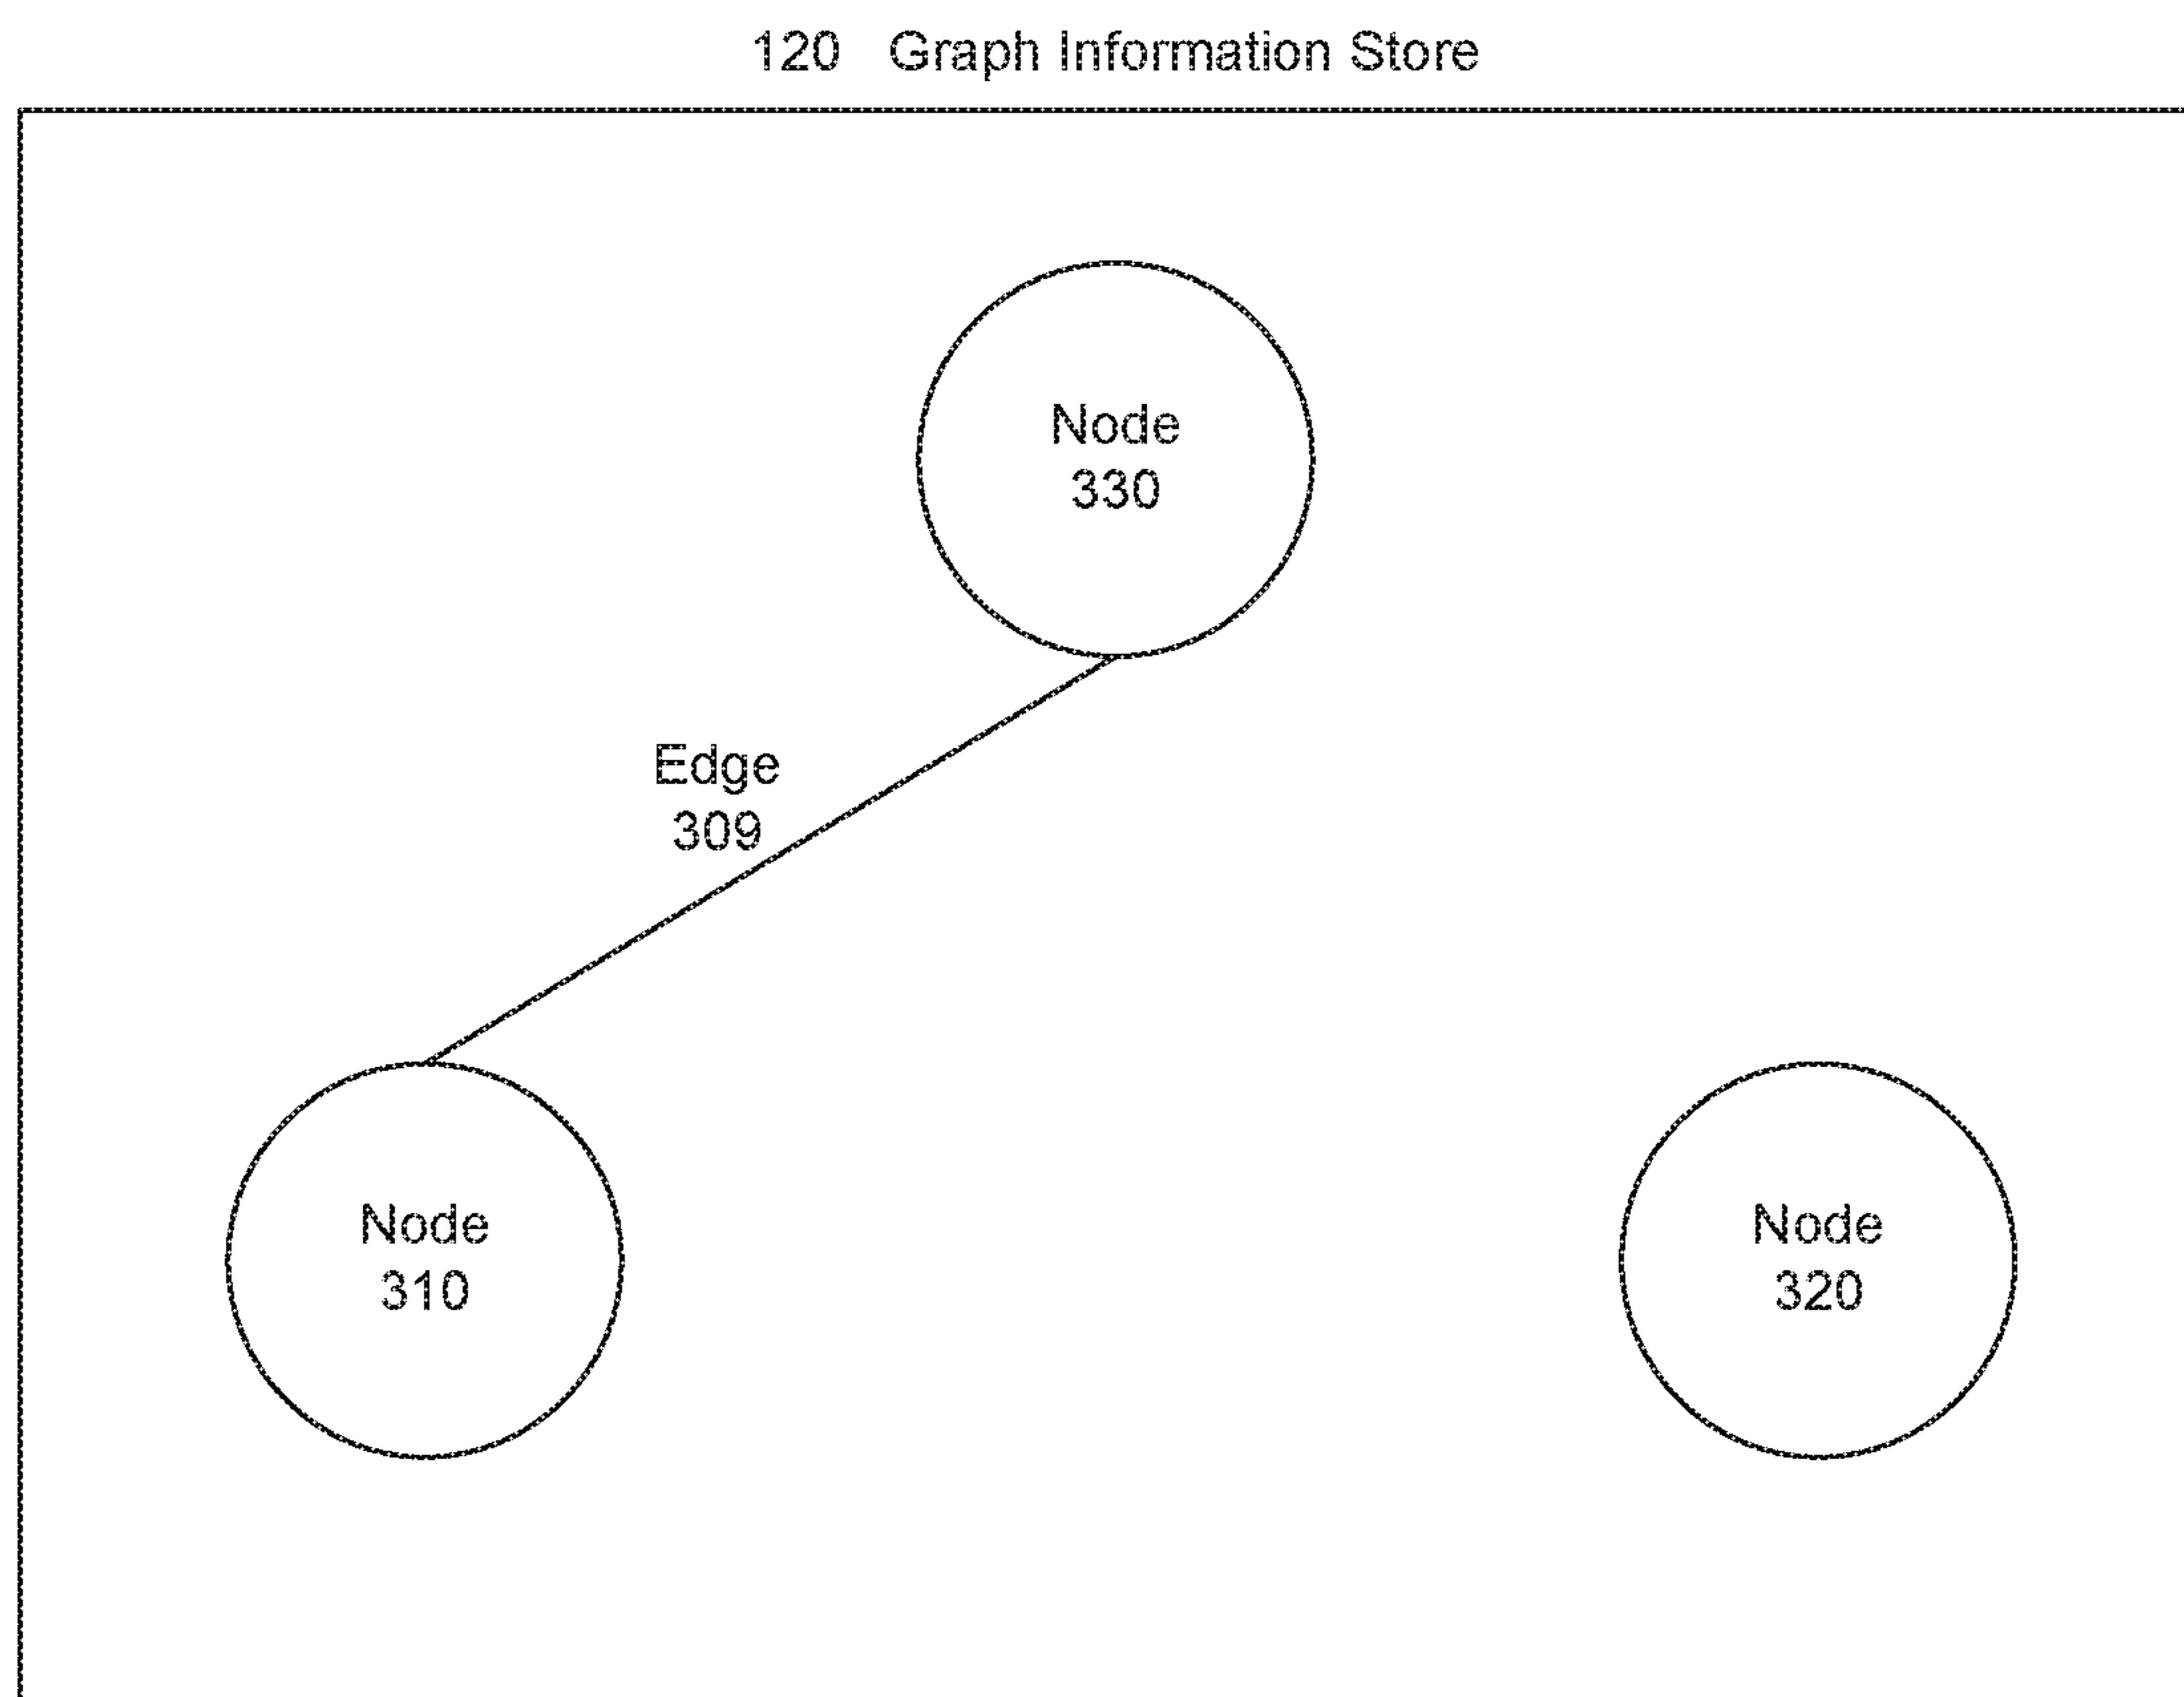 120 Graph Information Store
Node
330
Edge
309
Node
310
Node
320